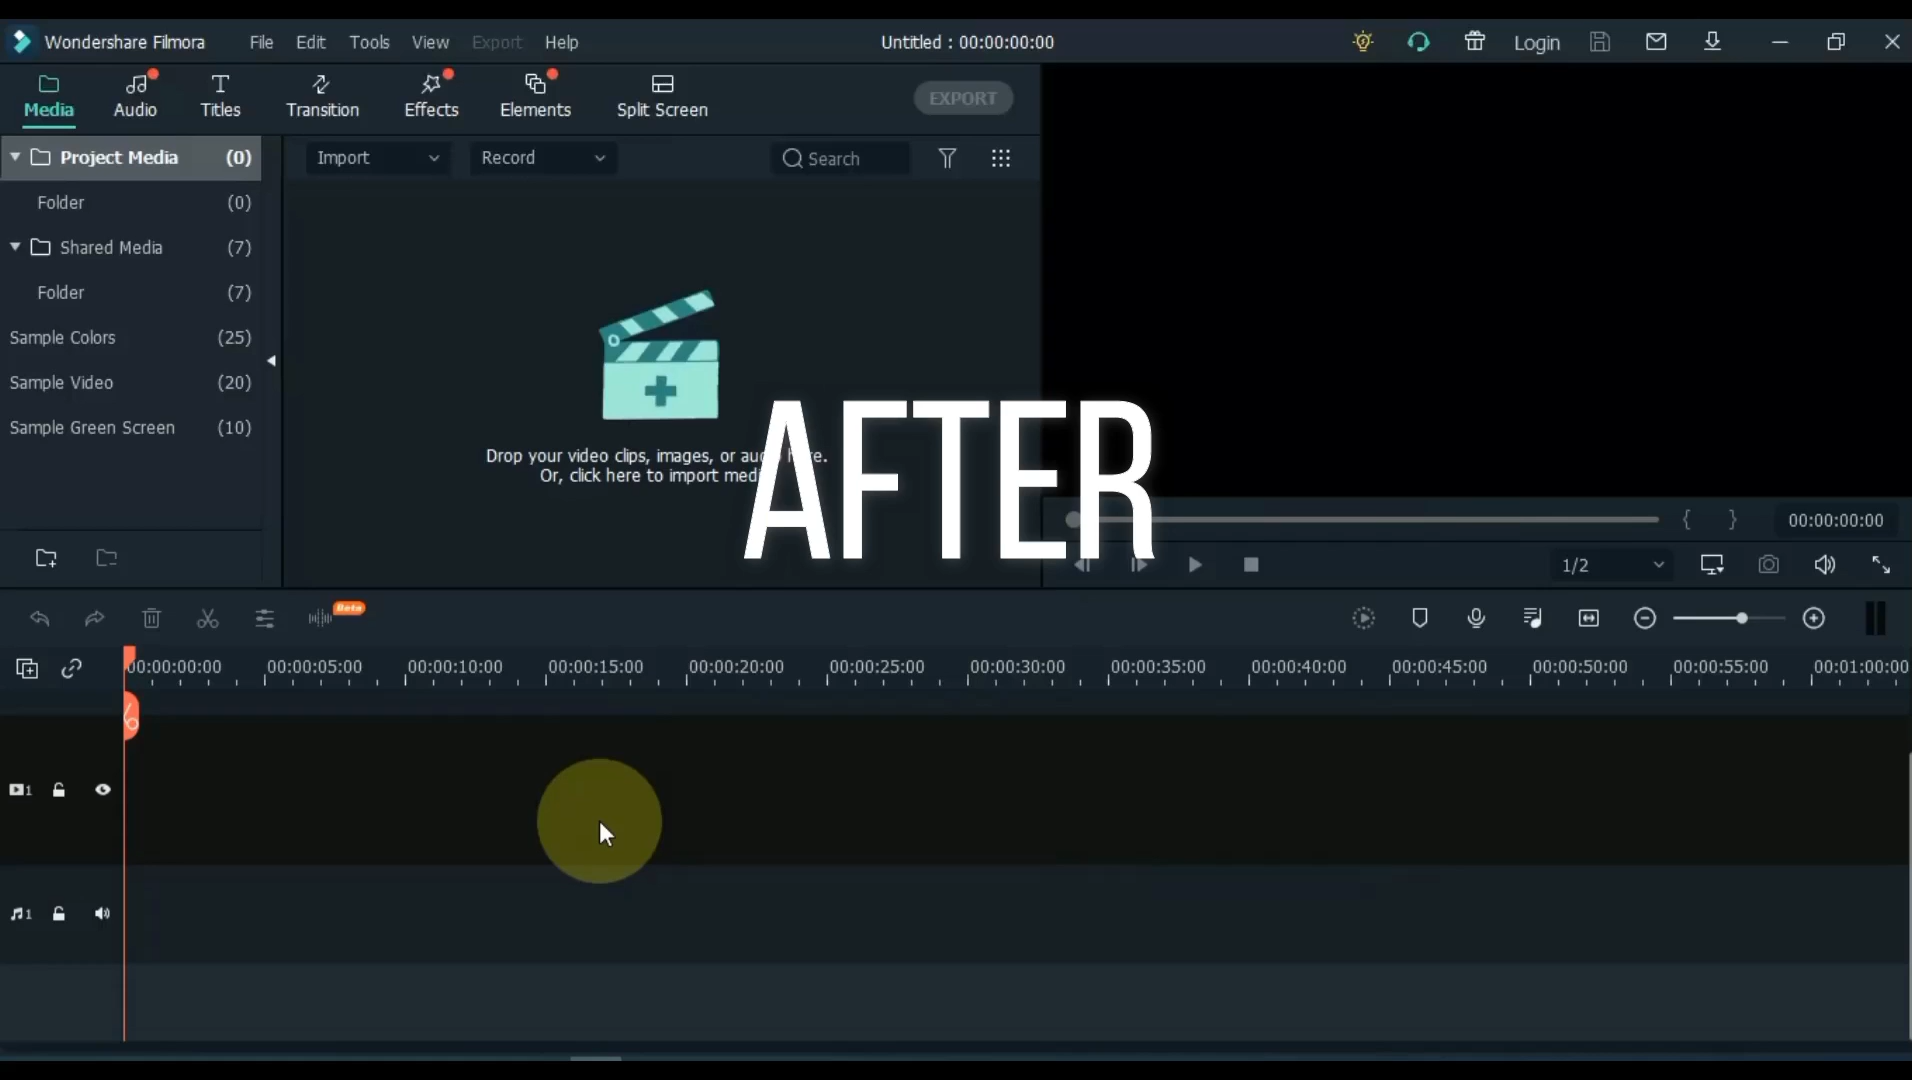 Wondershare Filmora File Edit Tools View Export Help Untitled : 00:00:00:00 Login
Media Audio Titles Transition Effects Elements Split Screen EXPORT
Project Media (0)
Import Record Search
Folder (0)
Shared Media (7)
Folder (7)
Sample Colors (25)
Sample Video (20)
Sample Green Screen (10)
Drop your video clips, images, or audio here.
Or, click here to import media.
AFTER
{ } 00:00:00:00
1/2
Beta
00:00:00:00 00:00:05:00 00:00:10:00 00:00:15:00 00:00:20:00 00:00:25:00 00:00:30:00 00:00:35:00 00:00:40:00 00:00:45:00 00:00:50:00 00:00:55:00 00:01:00:00
1
1